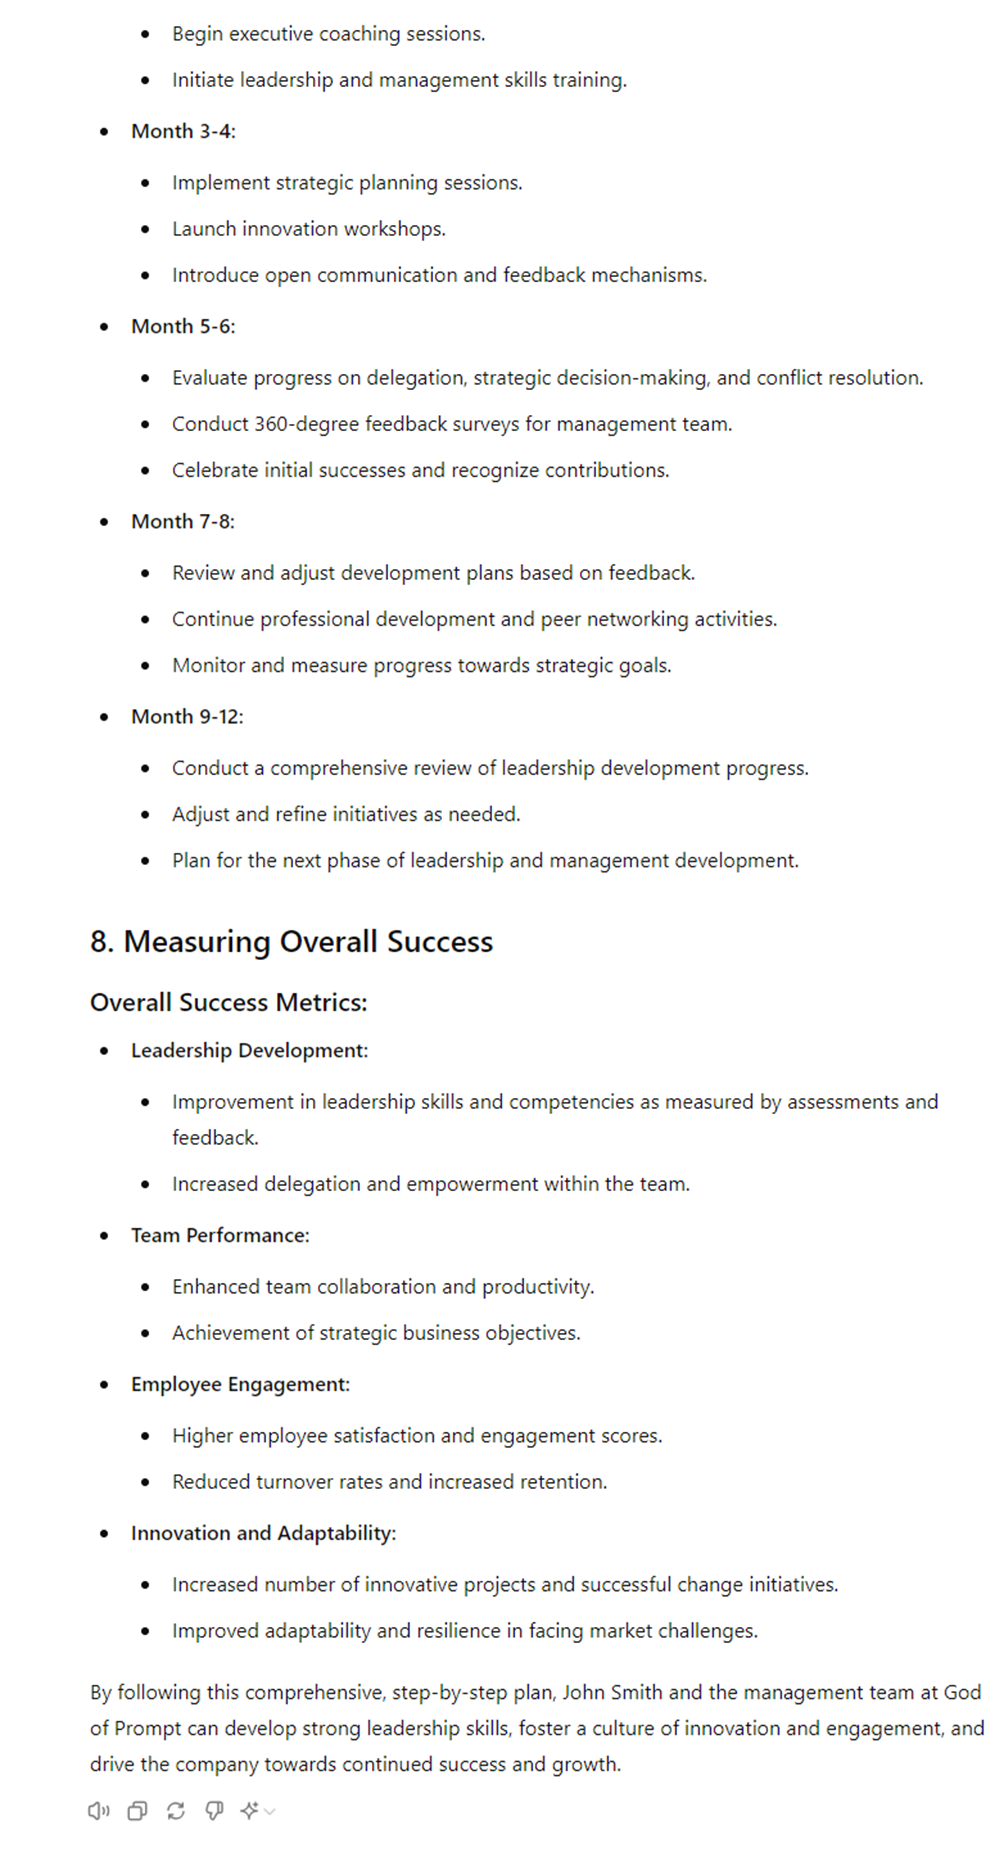 • Begin executive coaching sessions.
• Initiate leadership and management skills training.
• Month 3-4:
• Implement strategic planning sessions.
• Launch innovation workshops.
• Introduce open communication and feedback mechanisms.
• Month 5-6:
• Evaluate progress on delegation, strategic decision-making, and conflict resolution.
• Conduct 360-degree feedback surveys for management team.
• Celebrate initial successes and recognize contributions.
• Month 7-8:
• Review and adjust development plans based on feedback.
• Continue professional development and peer networking activities.
• Monitor and measure progress towards strategic goals.
• Month 9-12:
• Conduct a comprehensive review of leadership development progress.
• Adjust and refine initiatives as needed.
• Plan for the next phase of leadership and management development.
8. Measuring Overall Success
Overall Success Metrics:
• Leadership Development:
• Improvement in leadership skills and competencies as measured by assessments and
feedback.
• Increased delegation and empowerment within the team.
• Team Performance:
• Enhanced team collaboration and productivity.
• Achievement of strategic business objectives.
• Employee Engagement:
• Higher employee satisfaction and engagement scores.
• Reduced turnover rates and increased retention.
• Innovation and Adaptability:
• Increased number of innovative projects and successful change initiatives.
• Improved adaptability and resilience in facing market challenges.
By following this comprehensive, step-by-step plan, John Smith and the management team at God
of Prompt can develop strong leadership skills, foster a culture of innovation and engagement, and
drive the company towards continued success and growth.